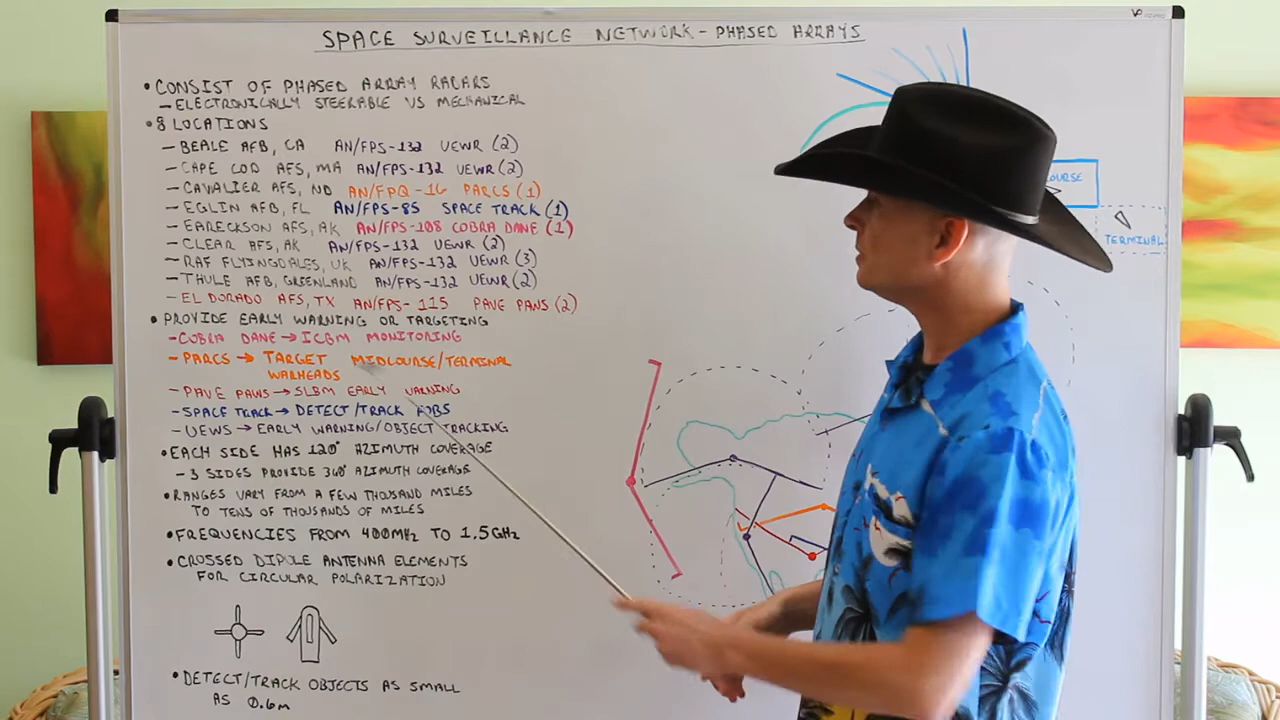 SPACE SURVEILLANCE NETWORK - PHASED ARRAYS
• CONSIST OF PHASED ARRAY RADARS
- ELECTRONICALLY STEERABLE VS MECHANICAL
• 8 LOCATIONS
- BEALE AFB, CA AN/FPS-132 UEWR (2)
- CAPE COD AFS, MA AN/FPS-132 UEWR (2)
- CAVALIER AFS, ND AN/FPQ-16 PARCS (1)
- EGLIN AFB, FL AN/FPS-85 SPACE TRACK (1)
- EARECKSON AFS, AK AN/FPS-108 COBRA DANE (1)
- CLEAR AFS, AK AN/FPS-132 UEWR (2)
- RAF FLYINGDALES, UK AN/FPS-132 UEWR (3)
- THULE AFB, GREENLAND AN/FPS-132 UEWR (2)
- EL DORADO AFS, TX AN/FPS-115 PAVE PAWS (2)
• PROVIDE EARLY WARNING OR TARGETING
- COBRA DANE → ICBM MONITORING
- PARCS → TARGET MIDCOURSE/TERMINAL
WARHEADS
- PAVE PAWS → SLBM EARLY WARNING
- SPACE TRACK → DETECT/TRACK FOBS
- UEWS → EARLY WARNING/OBJECT TRACKING
• EACH SIDE HAS 120° AZIMUTH COVERAGE
- 3 SIDES PROVIDE 360° AZIMUTH COVERAGE
• RANGES VARY FROM A FEW THOUSAND MILES
TO TENS OF THOUSANDS OF MILES
• FREQUENCIES FROM 400MHz TO 1.5GHz
• CROSSED DIPOLE ANTENNA ELEMENTS
FOR CIRCULAR POLARIZATION
• DETECT/TRACK OBJECTS AS SMALL
AS 0.6m
OURSE
TERMINAL